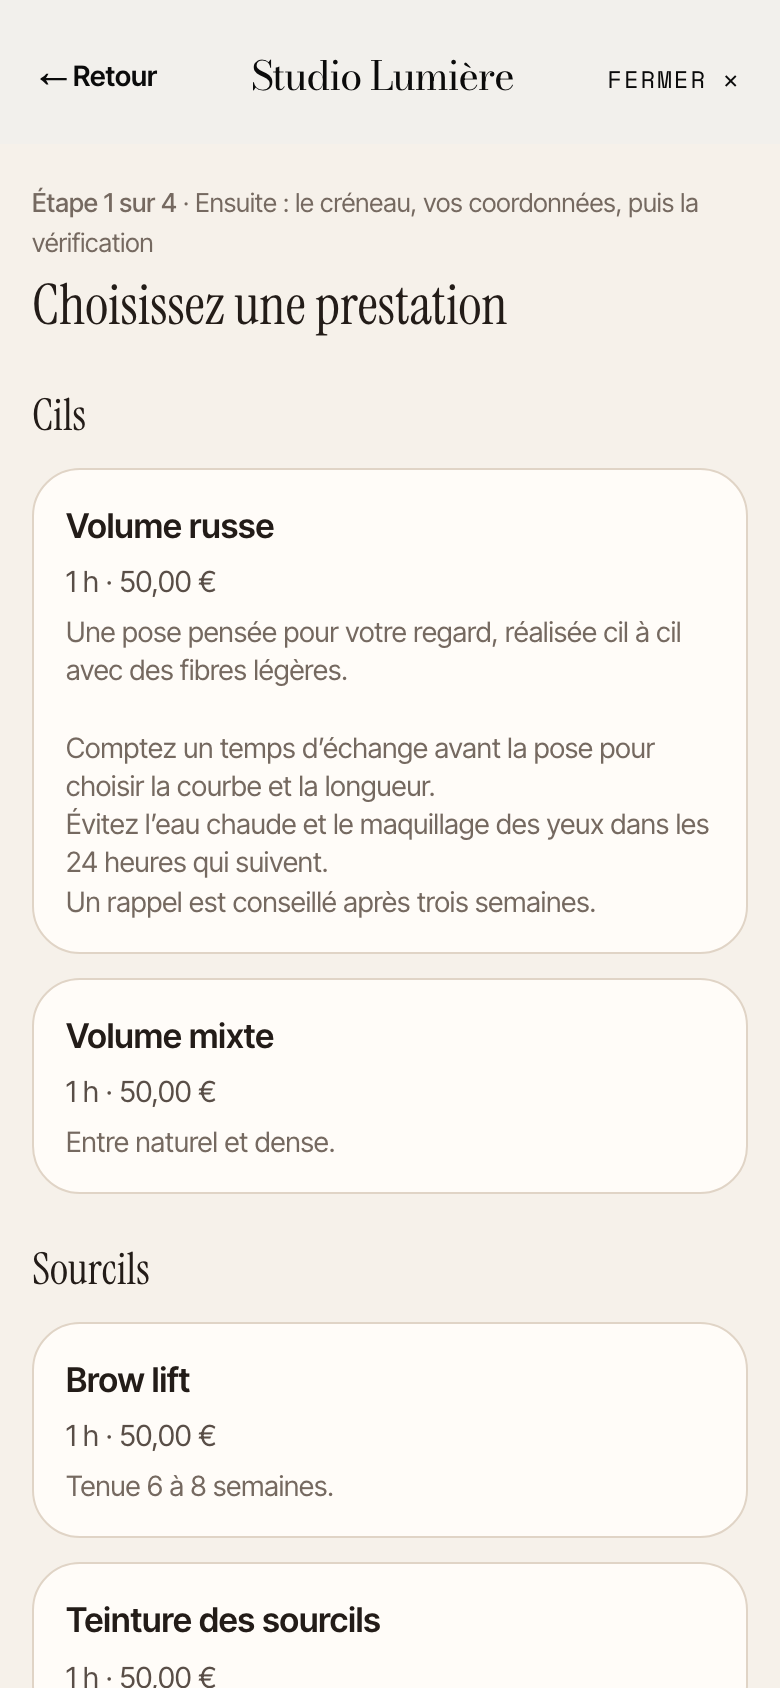 ← Retour
Studio Lumière
FERMER ×
Étape 1 sur 4 · Ensuite : le créneau, vos coordonnées, puis la
vérification
Choisissez une prestation
Cils
Volume russe
1 h · 50,00 €
Une pose pensée pour votre regard, réalisée cil à cil
avec des fibres légères.
Comptez un temps d’échange avant la pose pour
choisir la courbe et la longueur.
Évitez l’eau chaude et le maquillage des yeux dans les
24 heures qui suivent.
Un rappel est conseillé après trois semaines.
Volume mixte
1 h · 50,00 €
Entre naturel et dense.
Sourcils
Brow lift
1 h · 50,00 €
Tenue 6 à 8 semaines.
Teinture des sourcils
1 h · 50,00 €